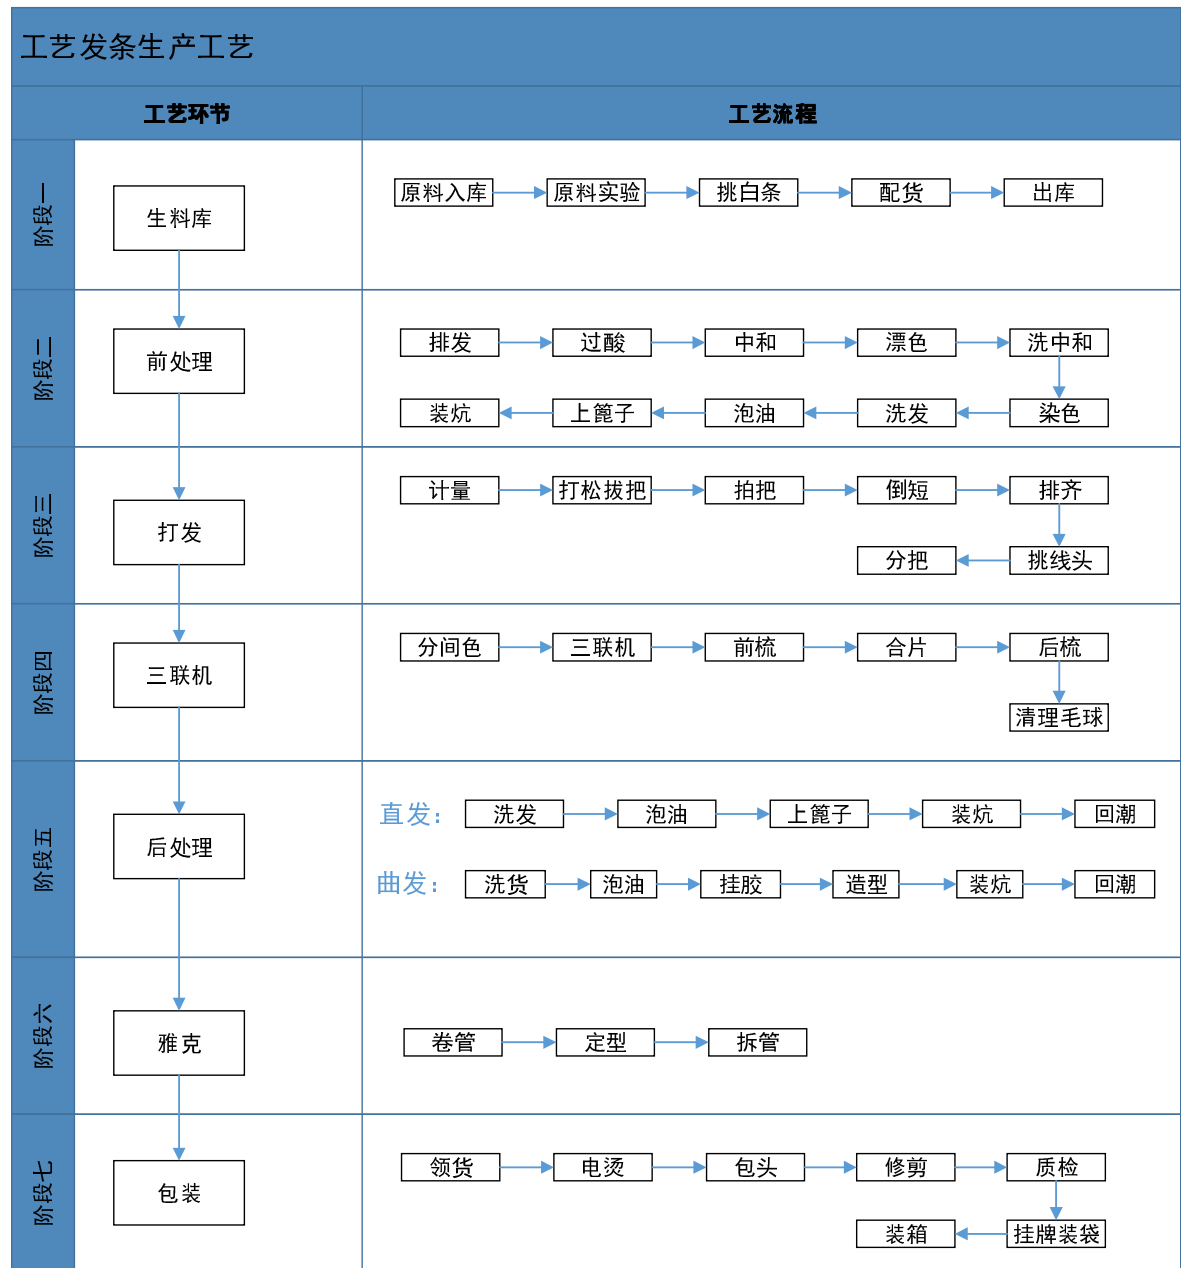 工艺发条生产工艺
工艺环节 工艺流程
阶段一
生料库
原料入库 原料实验 挑白条 配货 出库
阶段二
前处理
排发 过酸 中和 漂色 洗中和
装炕 上篦子 泡油 洗发 染色
阶段三
打发
计量 打松拔把 拍把 倒短 排齐
分把 挑线头
阶段四
三联机
分间色 三联机 前梳 合片 后梳
清理毛球
阶段五
后处理
直发： 洗发 泡油 上篦子 装炕 回潮
曲发： 洗货 泡油 挂胶 造型 装炕 回潮
阶段六
雅克
卷管 定型 拆管
阶段七
包装
领货 电烫 包头 修剪 质检
装箱 挂牌装袋